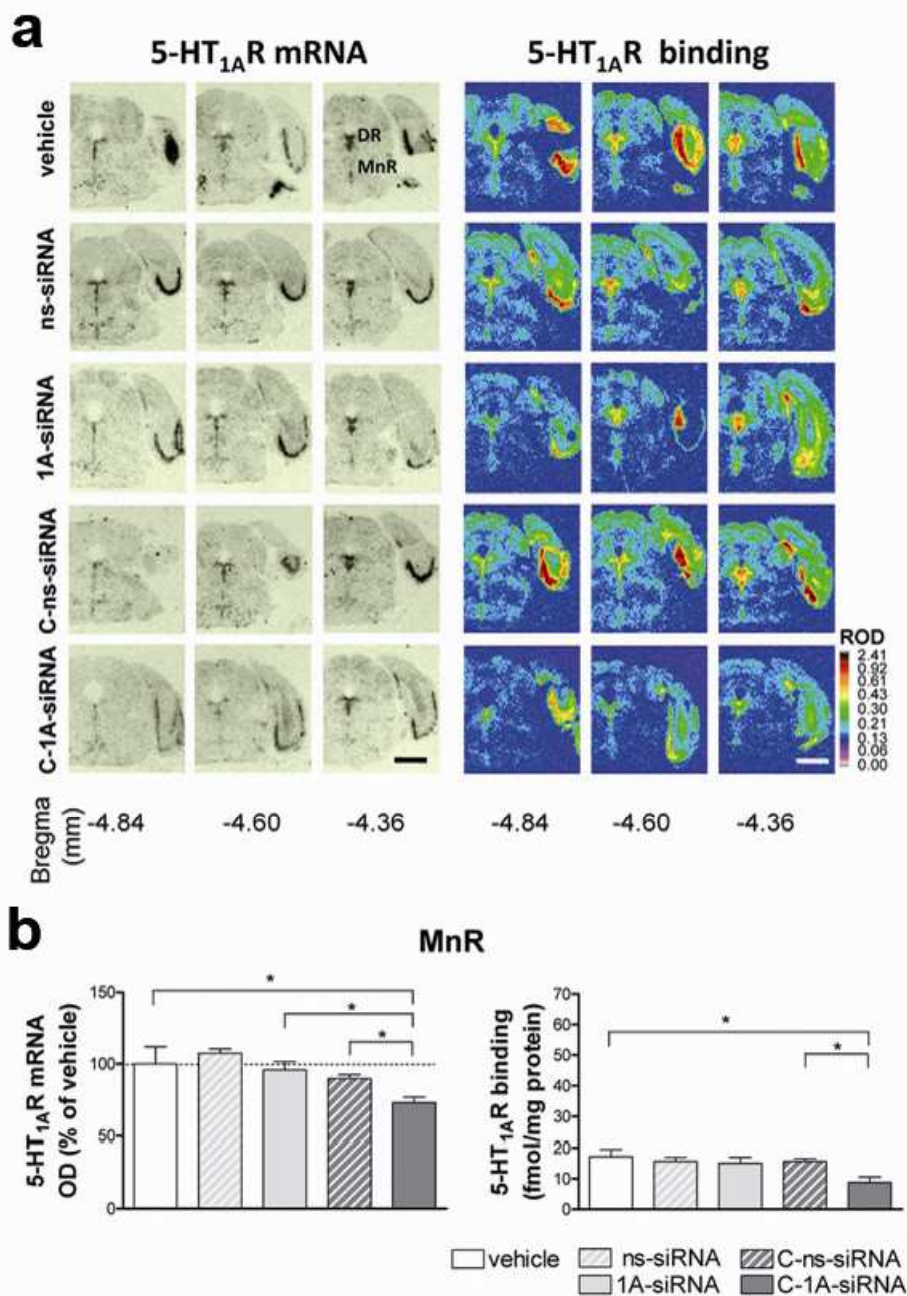 a
5-HT1AR mRNA
5-HT1AR binding
vehicle
DR
MnR
ns-siRNA
1A-siRNA
C-ns-siRNA
C-1A-siRNA
ROD
2.41
0.92
0.61
0.43
0.30
0.21
0.13
0.06
0.00
Bregma
(mm)
-4.84 -4.60 -4.36 -4.84 -4.60 -4.36
b
MnR
5-HT1AR mRNA
OD (% of vehicle)
150
100
50
0
* * *
5-HT1AR binding
(fmol/mg protein)
70
60
50
40
30
20
10
0
* *
vehicle ns-siRNA C-ns-siRNA
1A-siRNA C-1A-siRNA